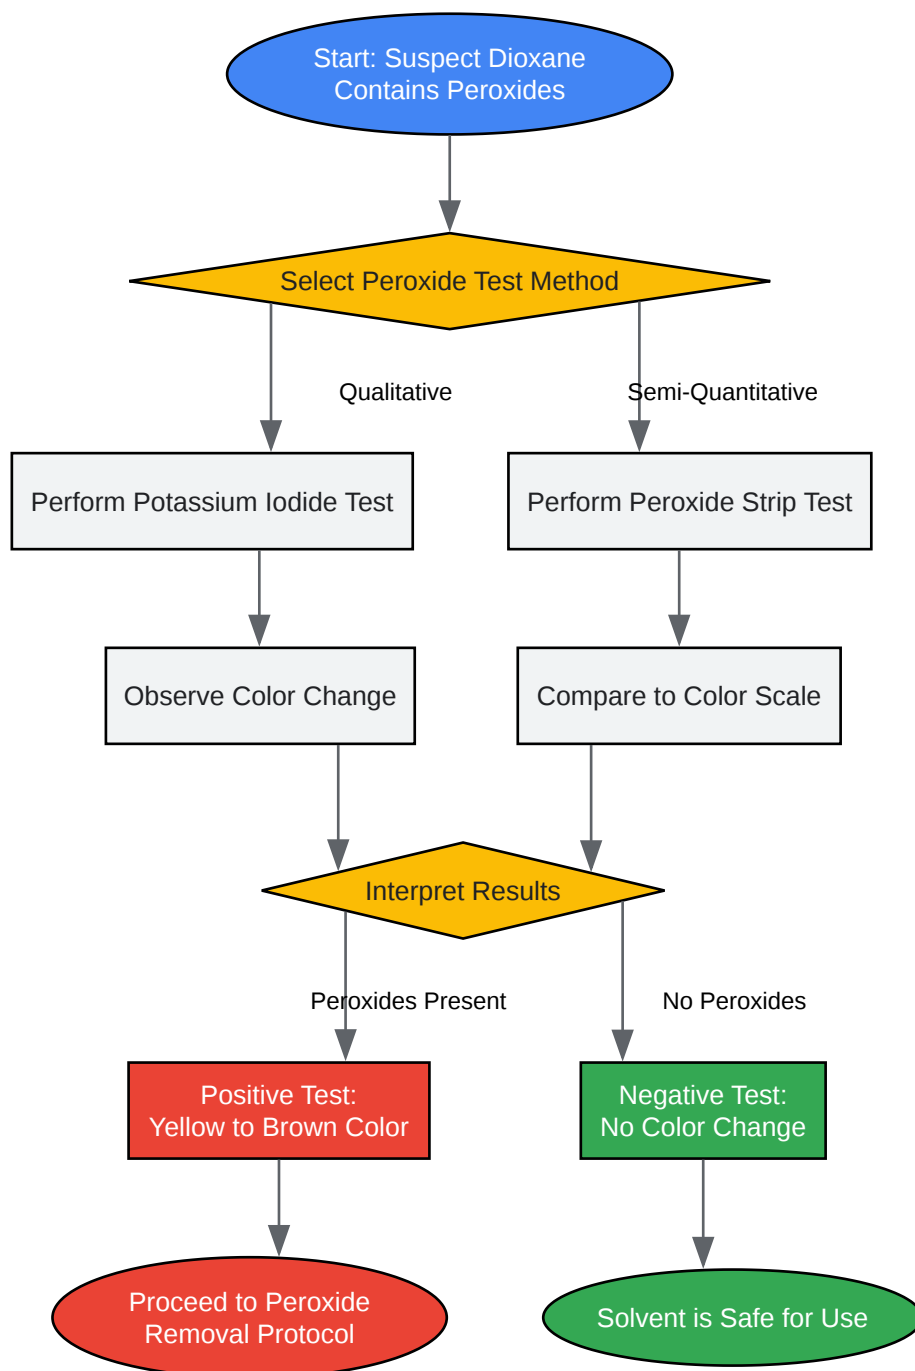 Start: Suspect Dioxane
Contains Peroxides
Select Peroxide Test Method
Qualitative
Semi-Quantitative
Perform Potassium Iodide Test
Perform Peroxide Strip Test
Observe Color Change
Compare to Color Scale
Interpret Results
Peroxides Present
No Peroxides
Positive Test:
Yellow to Brown Color
Negative Test:
No Color Change
Proceed to Peroxide
Removal Protocol
Solvent is Safe for Use